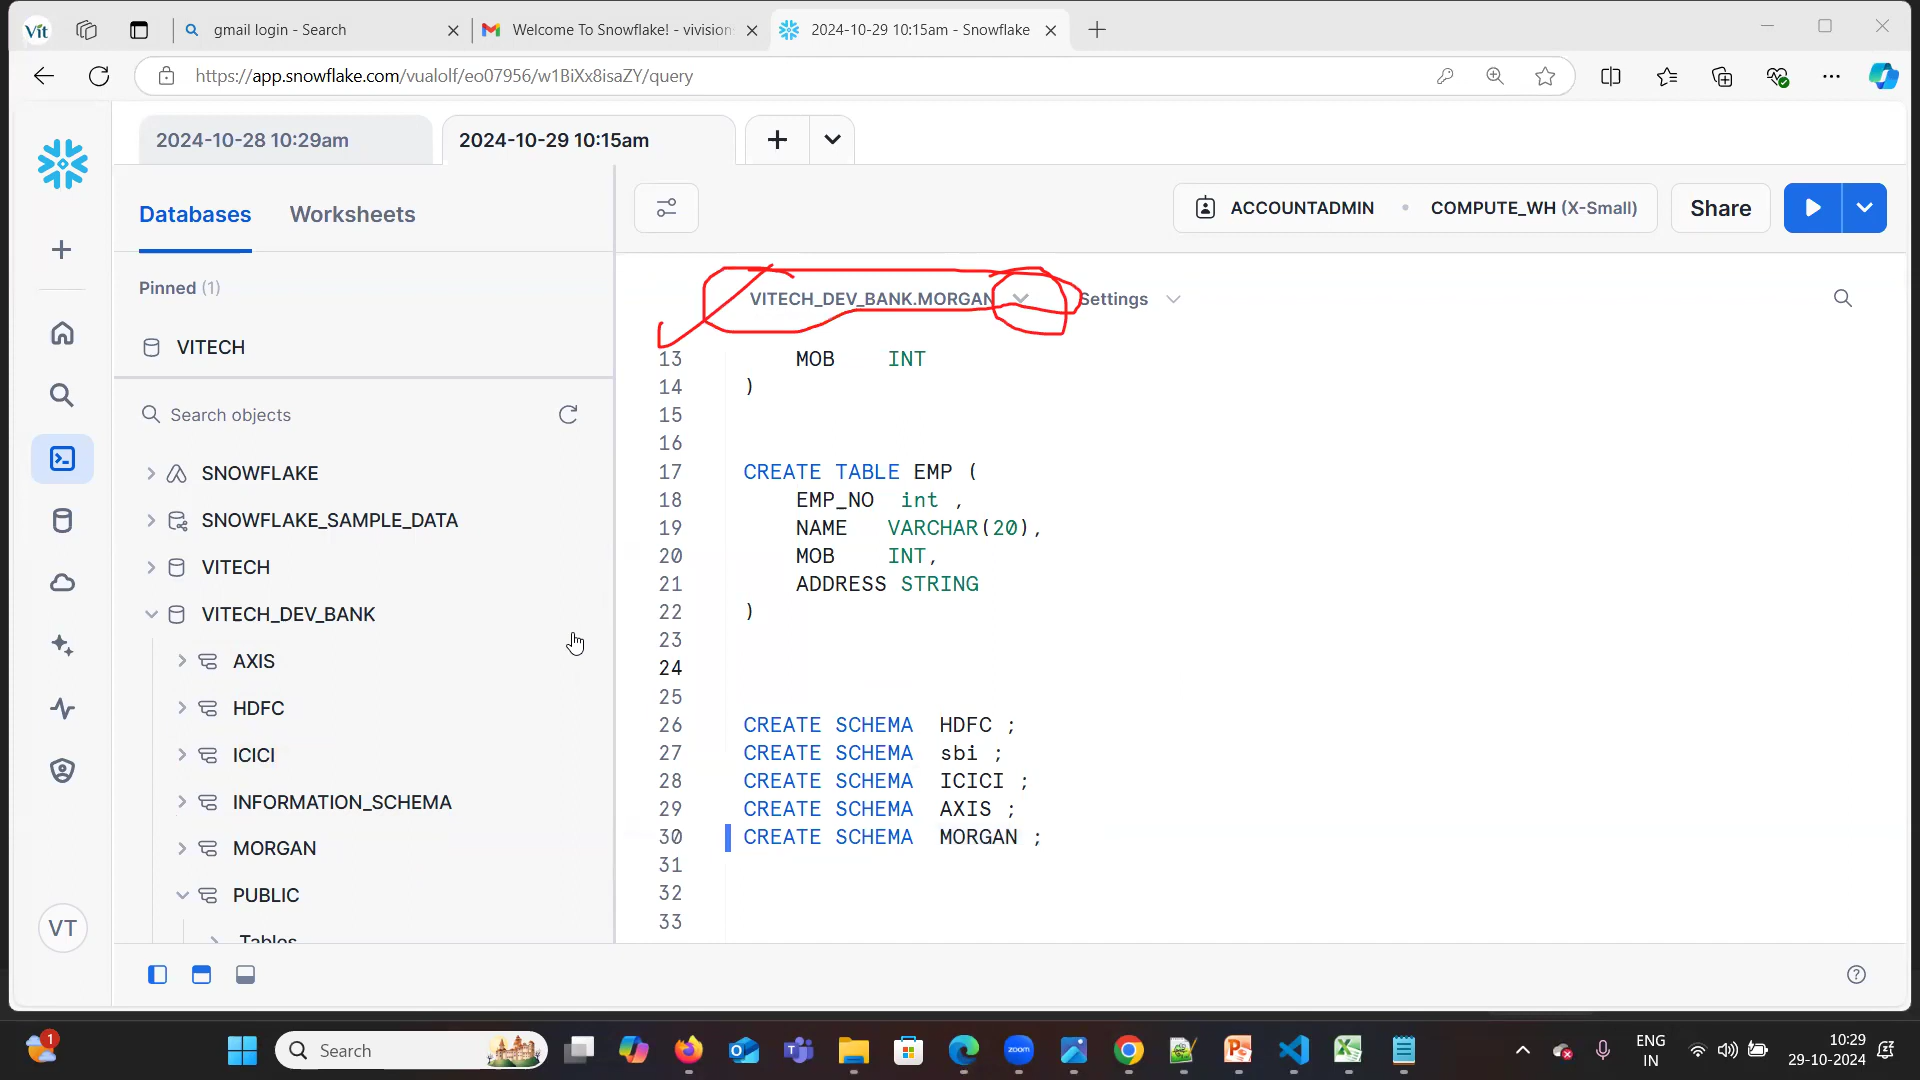 Vit
gmail login - Search
Welcome To Snowflake! - vivision
2024-10-29 10:15am - Snowflake
https://app.snowflake.com/vualolf/eo07956/w1BiXx8isaZY/query
2024-10-28 10:29am
2024-10-29 10:15am
Databases
Worksheets
ACCOUNTADMIN
COMPUTE_WH (X-Small)
Share
Pinned (1)
VITECH
Search objects
SNOWFLAKE
SNOWFLAKE_SAMPLE_DATA
VITECH
VITECH_DEV_BANK
AXIS
HDFC
ICICI
INFORMATION_SCHEMA
MORGAN
PUBLIC
Tables
VT
VITECH_DEV_BANK.MORGAN
Settings
13 MOB INT
14 )
15
16
17 CREATE TABLE EMP (
18 EMP_NO int ,
19 NAME VARCHAR(20),
20 MOB INT,
21 ADDRESS STRING
22 )
23
24
25
26 CREATE SCHEMA HDFC ;
27 CREATE SCHEMA sbi ;
28 CREATE SCHEMA ICICI ;
29 CREATE SCHEMA AXIS ;
30 CREATE SCHEMA MORGAN ;
31
32
33
1
Search
zoom
ENG
IN
10:29
29-10-2024